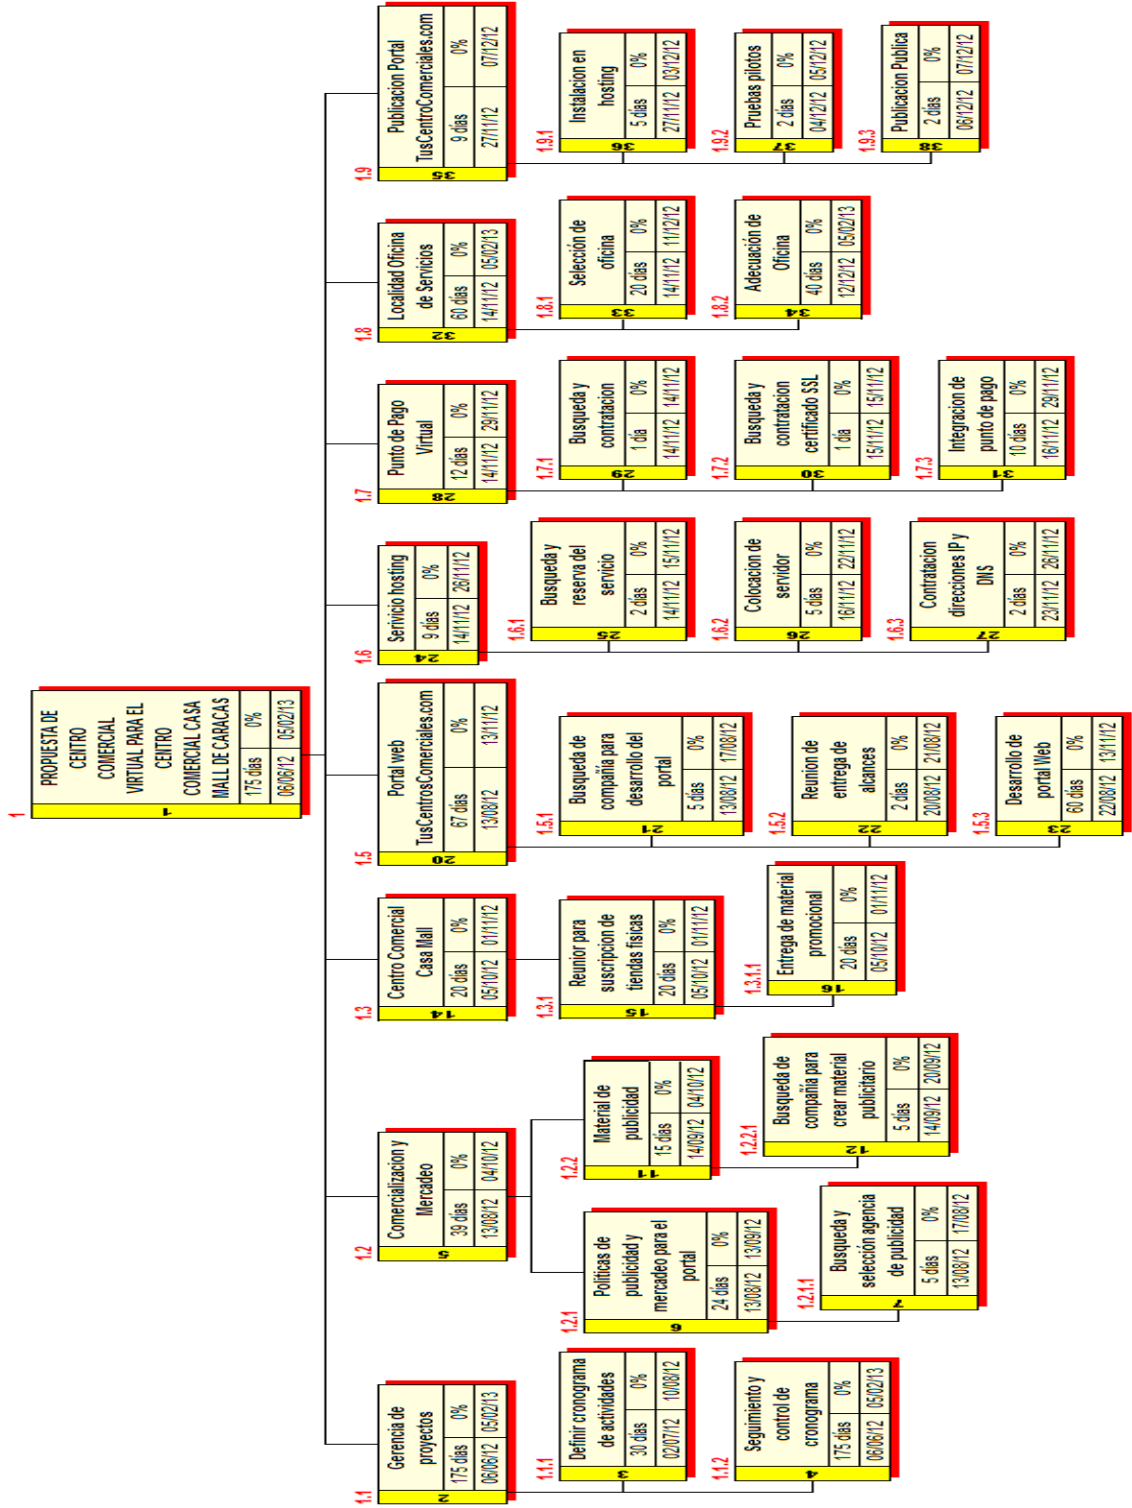 1
PROPUESTA DE
CENTRO
COMERCIAL
VIRTUAL PARA EL
CENTRO
COMERCIAL CASA
MALL DE CARACAS
175 días 0%
06/06/12 05/02/13
1
1.1
Gerencia de
proyectos
175 días 0%
06/06/12 05/02/13
2
1.1.1
Definir cronograma
de actividades
30 días 0%
02/07/12 10/08/12
3
1.1.2
Seguimiento y
control de
cronograma
175 días 0%
06/06/12 05/02/13
4
1.2
Comercializacion y
Mercadeo
39 días 0%
13/08/12 04/10/12
5
1.2.1
Politicas de
publicidad y
mercadeo para el
portal
24 días 0%
13/08/12 13/09/12
6
1.2.1.1
Busqueda y
selección agencia
de publicidad
5 días 0%
13/08/12 17/08/12
7
1.2.2
Material de
publicidad
15 días 0%
14/09/12 04/10/12
11
1.2.2.1
Busqueda de
compañia para
crear material
publicitario
5 días 0%
14/09/12 20/09/12
12
1.3
Centro Comercial
Casa Mall
20 días 0%
05/10/12 01/11/12
14
1.3.1
Reunior para
suscripcion de
tiendas fisicas
20 días 0%
05/10/12 01/11/12
15
1.3.1.1
Entrega de material
promocional
20 días 0%
05/10/12 01/11/12
16
1.5
Portal web
TusCentrosComerciales.com
67 días 0%
13/08/12 13/11/12
20
1.5.1
Busqueda de
compañia para
desarrollo del
portal
5 días 0%
13/08/12 17/08/12
21
1.5.2
Reunion de
entrega de
alcances
2 días 0%
20/08/12 21/08/12
22
1.5.3
Desarrollo de
portal Web
60 días 0%
22/08/12 13/11/12
23
1.6
Serivicio hosting
9 días 0%
14/11/12 26/11/12
24
1.6.1
Busqueda y
reserva del
servicio
2 días 0%
14/11/12 15/11/12
25
1.6.2
Colocacion de
servidor
5 días 0%
16/11/12 22/11/12
26
1.6.3
Contratacion
direcciones IP y
DNS
2 días 0%
23/11/12 26/11/12
27
1.7
Punto de Pago
Virtual
12 días 0%
14/11/12 29/11/12
28
1.7.1
Busqueda y
contratacion
1 día 0%
14/11/12 14/11/12
29
1.7.2
Busqueda y
contratacion
certificado SSL
1 día 0%
15/11/12 15/11/12
30
1.7.3
Integracion de
punto de pago
10 días 0%
16/11/12 29/11/12
31
1.8
Localidad Oficina
de Servicios
60 días 0%
14/11/12 05/02/13
32
1.8.1
Selección de
oficina
20 días 0%
14/11/12 11/12/12
33
1.8.2
Adecuación de
Oficina
40 días 0%
12/12/12 05/02/13
34
1.9
Publicacion Portal
TusCentroComerciales.com
9 días 0%
27/11/12 07/12/12
35
1.9.1
Instalacion en
hosting
5 días 0%
27/11/12 03/12/12
36
1.9.2
Pruebas pilotos
2 días 0%
04/12/12 05/12/12
37
1.9.3
Publicacion Publica
2 días 0%
06/12/12 07/12/12
38